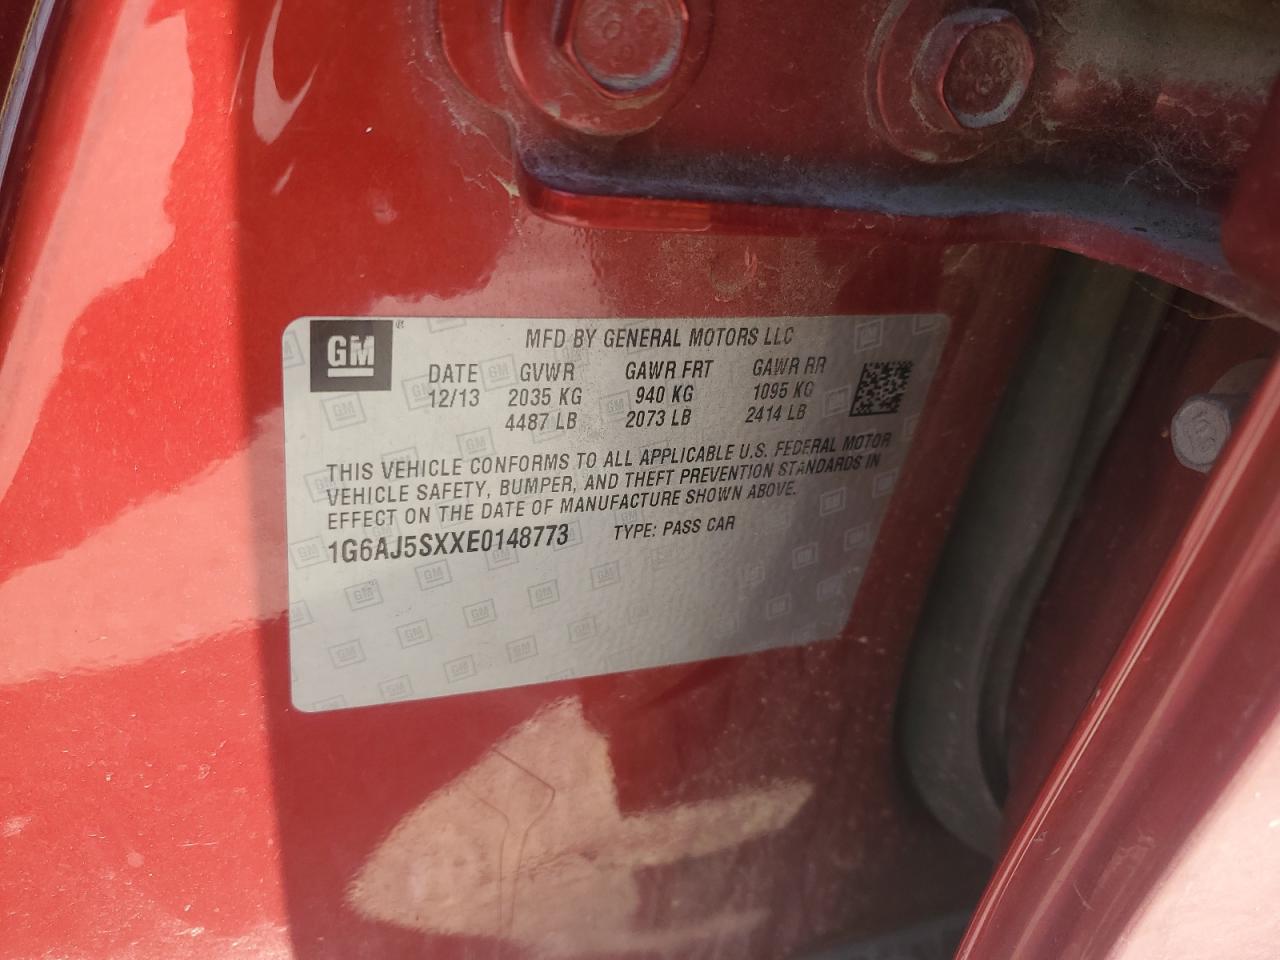 GM
MFD BY GENERAL MOTORS LLC
DATE GVWR GAWR FRT GAWR RR
12/13 2035 KG 940 KG 1095 KG
4487 LB 2073 LB 2414 LB
THIS VEHICLE CONFORMS TO ALL APPLICABLE U.S. FEDERAL MOTOR
VEHICLE SAFETY, BUMPER, AND THEFT PREVENTION STANDARDS IN
EFFECT ON THE DATE OF MANUFACTURE SHOWN ABOVE.
1G6AJ5SXXE0148773 TYPE: PASS CAR